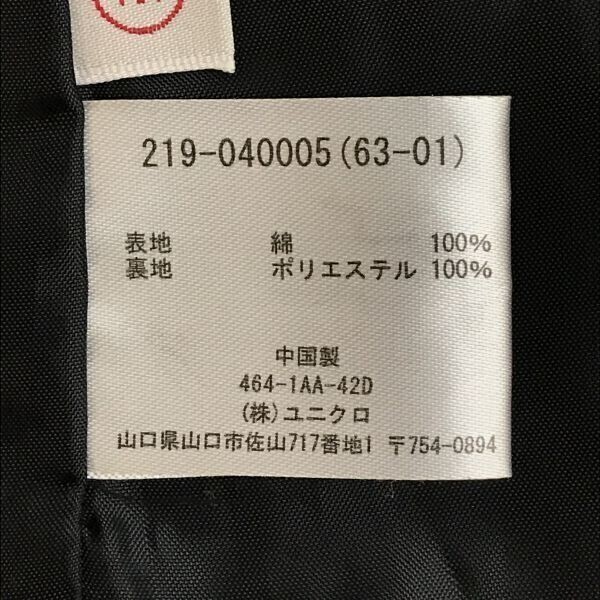 219-040005(63-01)
表地 綿 100%
裏地 ポリエステル 100%
中国製
464-1AA-42D
(株)ユニクロ
山口県山口市佐山717番地1 〒754-0894